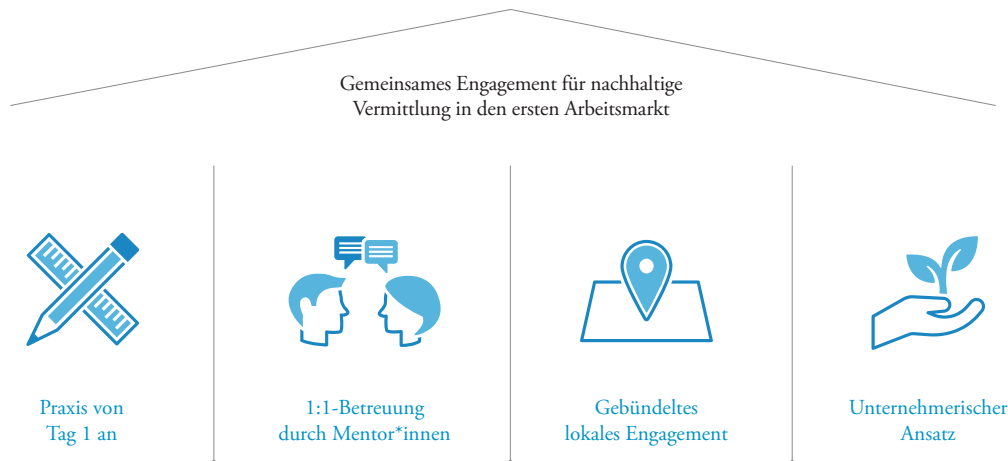 Gemeinsames Engagement für nachhaltige
Vermittlung in den ersten Arbeitsmarkt
Praxis von
Tag 1 an
1:1-Betreuung
durch Mentor*innen
Gebündeltes
lokales Engagement
Unternehmerischer
Ansatz